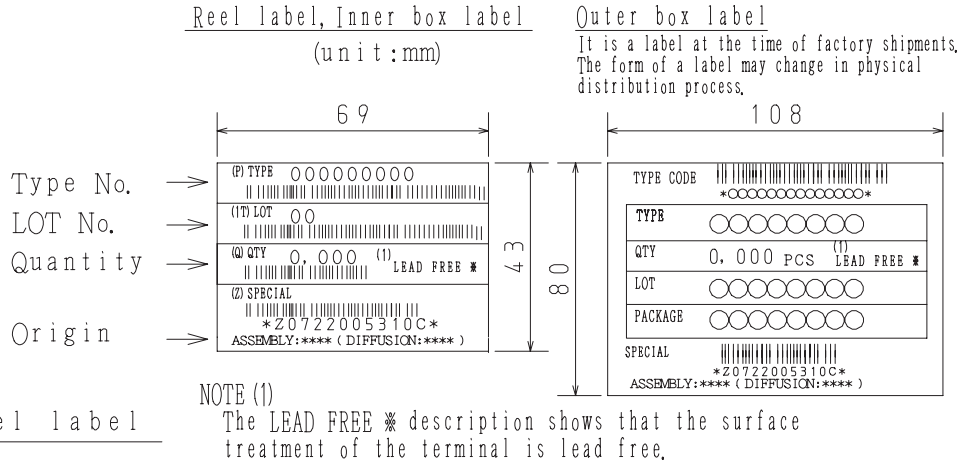 Reel label, Inner box label
(unit:mm)
Outer box label
It is a label at the time of factory shipments.
The form of a label may change in physical
distribution process.
69
108
Type No.
LOT No.
Quantity
Origin
(P) TYPE OOOOOOOOO
(1T) LOT OO
(Q) QTY 0,000 (1) LEAD FREE ※
(Z) SPECIAL
*Z0722005310C*
ASSEMBLY:**** ( DIFFUSION:**** )
43
80
TYPE CODE
*○○○○○○○○○○○○○○*
TYPE ○○○○○○○○
QTY 0,000 PCS (1) LEAD FREE ※
LOT ○○○○○○○○
PACKAGE ○○○○○○○○
SPECIAL
*Z0722005310C*
ASSEMBLY:**** ( DIFFUSION:**** )
NOTE (1)
The LEAD FREE ※ description shows that the surface
treatment of the terminal is lead free.
el label